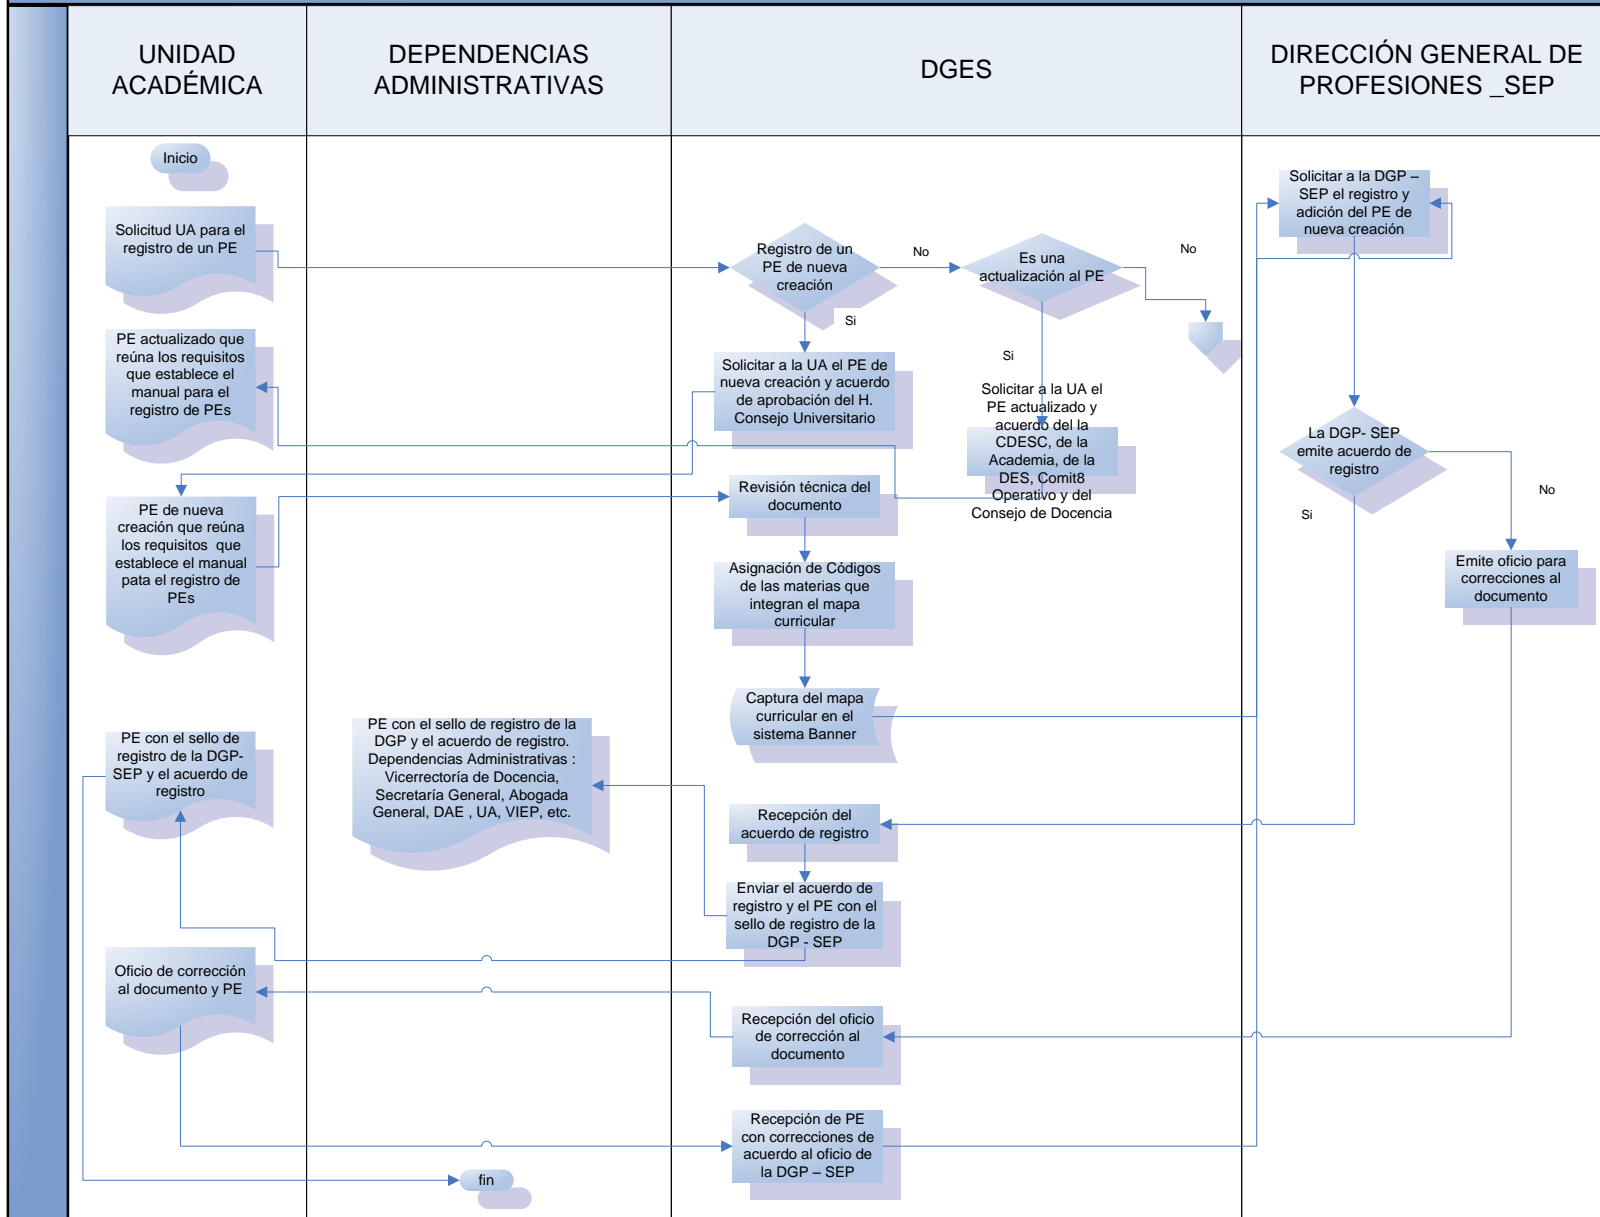 UNIDAD
ACADÉMICA
DEPENDENCIAS
ADMINISTRATIVAS
DGES
DIRECCIÓN GENERAL DE
PROFESIONES _SEP
Inicio
Solicitud UA para el
registro de un PE
PE actualizado que
reúna los requisitos
que establece el
manual para el
registro de PEs
PE de nueva
creación que reúna
los requisitos que
establece el manual
pata el registro de
PEs
PE con el sello de
registro de la DGP-
SEP y el acuerdo de
registro
Oficio de corrección
al documento y PE
PE con el sello de registro de la
DGP y el acuerdo de registro.
Dependencias Administrativas :
Vicerrectoría de Docencia,
Secretaría General, Abogada
General, DAE , UA, VIEP, etc.
fin
Registro de un
PE de nueva
creación
No
Si
Es una
actualización al PE
No
Si
Solicitar a la UA el PE de
nueva creación y acuerdo
de aprobación del H.
Consejo Universitario
Solicitar a la UA el
PE actualizado y
acuerdo del la
CDESC, de la
Academia, de la
DES, Comit8
Operativo y del
Consejo de Docencia
Revisión técnica del
documento
Asignación de Códigos
de las materias que
integran el mapa
curricular
Captura del mapa
curricular en el
sistema Banner
Recepción del
acuerdo de registro
Enviar el acuerdo de
registro y el PE con el
sello de registro de la
DGP - SEP
Recepción del oficio
de corrección al
documento
Recepción de PE
con correcciones de
acuerdo al oficio de
la DGP – SEP
Solicitar a la DGP –
SEP el registro y
adición del PE de
nueva creación
La DGP- SEP
emite acuerdo de
registro
No
Si
Emite oficio para
correcciones al
documento